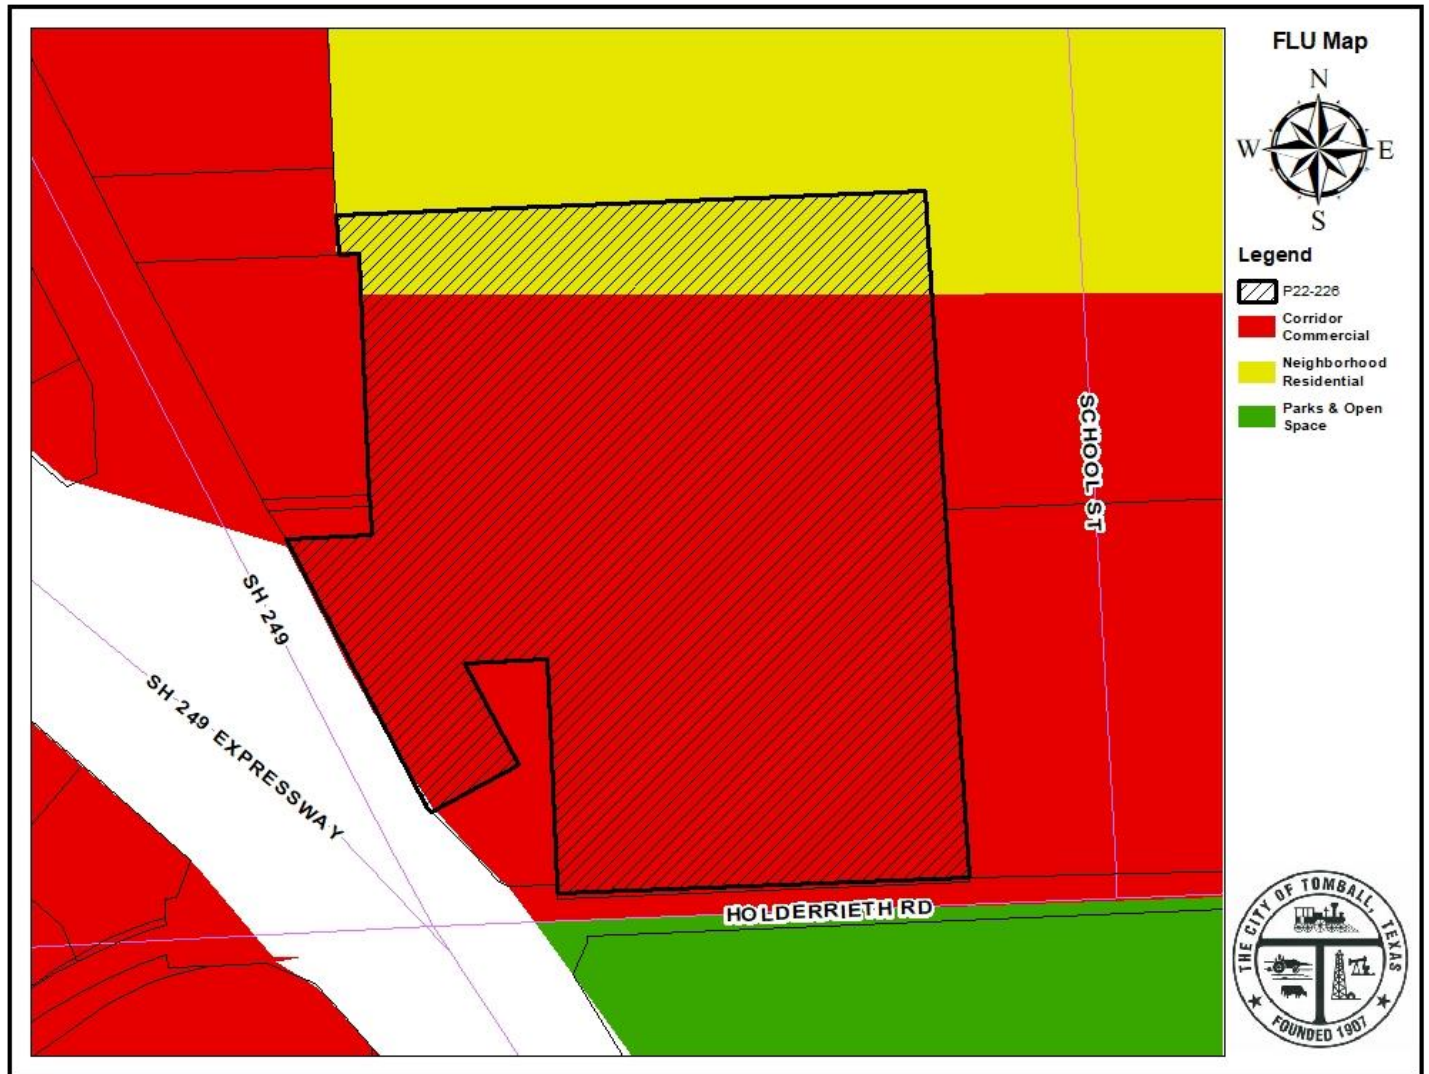 FLU Map
N
W
E
S
Legend
P22-226
Corridor
Commercial
Neighborhood
Residential
Parks & Open
Space
SCHOOL ST
SH 249
SH 249 EXPRESSWAY
HOLDERRIETH RD
THE CITY OF TOMBALL, TEXAS
FOUNDED 1907